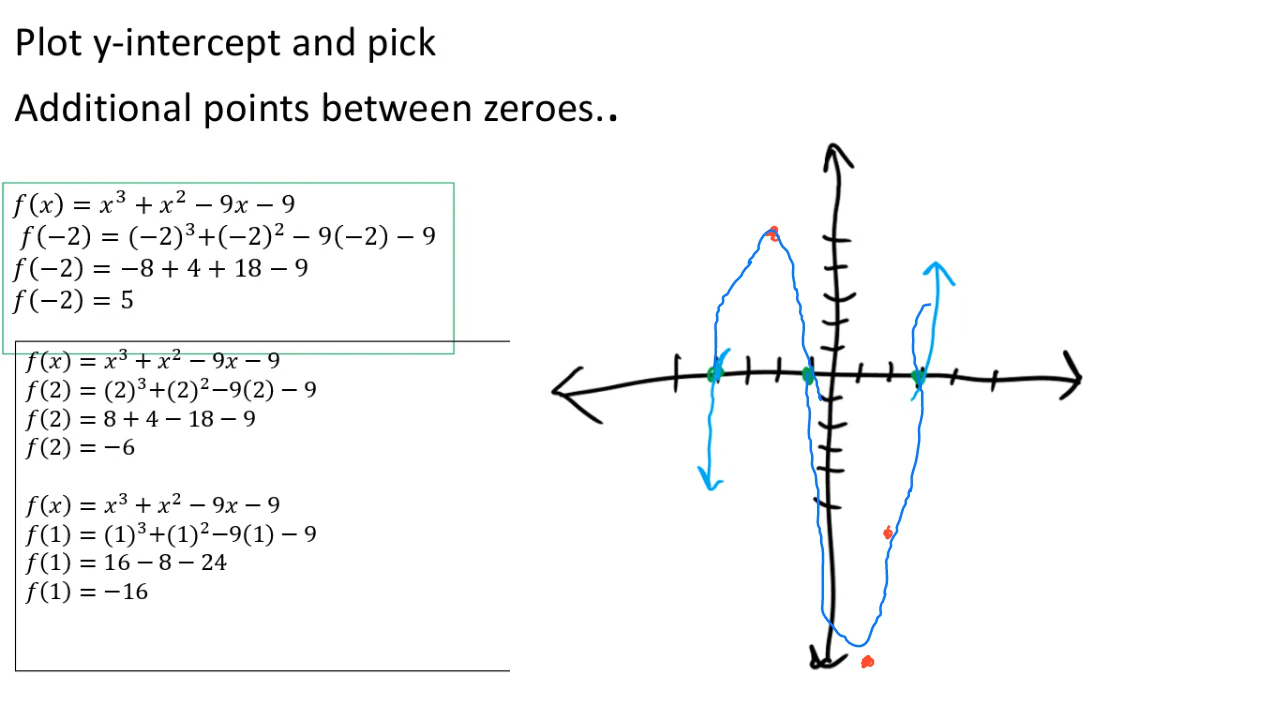 Plot y-intercept and pick
Additional points between zeroes..
f(x) = x³ + x² − 9x − 9
f(−2) = (−2)³+(−2)² − 9(−2) − 9
f(−2) = −8 + 4 + 18 − 9
f(−2) = 5
f(x) = x³ + x² − 9x − 9
f(2) = (2)³+(2)²−9(2) − 9
f(2) = 8 + 4 − 18 − 9
f(2) = −6
f(x) = x³ + x² − 9x − 9
f(1) = (1)³+(1)²−9(1) − 9
f(1) = 16 − 8 − 24
f(1) = −16